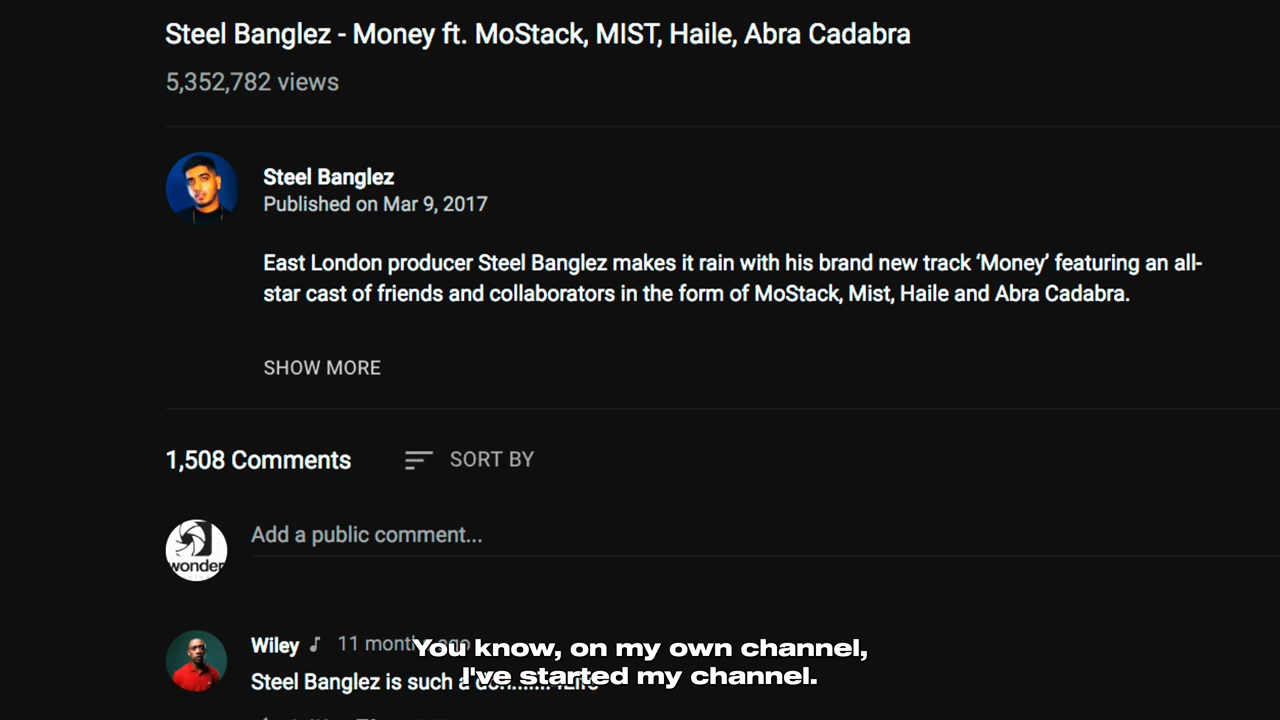 Steel Banglez - Money ft. MoStack, MIST, Haile, Abra Cadabra
5,352,782 views
Steel Banglez
Published on Mar 9, 2017
East London producer Steel Banglez makes it rain with his brand new track ‘Money’ featuring an all-
star cast of friends and collaborators in the form of MoStack, Mist, Haile and Abra Cadabra.
SHOW MORE
1,508 Comments
SORT BY
wonder
Add a public comment...
Wiley 11 months ago
Steel Banglez is such a
You know, on my own channel,
I've started my channel.